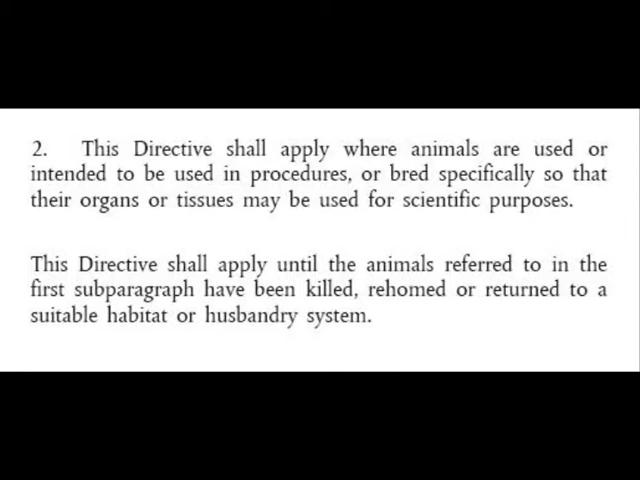 2. This Directive shall apply where animals are used or
intended to be used in procedures, or bred specifically so that
their organs or tissues may be used for scientific purposes.
This Directive shall apply until the animals referred to in the
first subparagraph have been killed, rehomed or returned to a
suitable habitat or husbandry system.